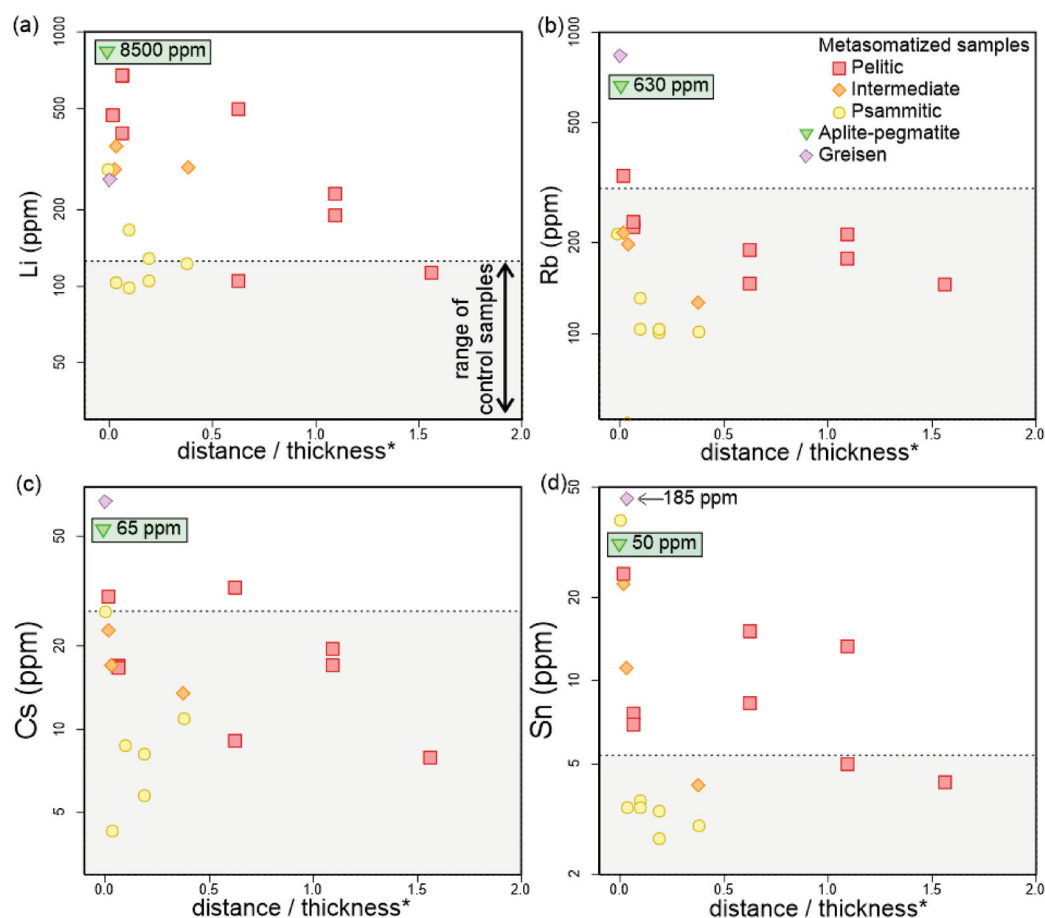 (a)
1000
500
200
100
50
Li (ppm)
8500 ppm
range of
control samples
0.0 0.5 1.0 1.5 2.0
distance / thickness*
(b)
1000
500
200
100
Rb (ppm)
630 ppm
Metasomatized samples
Pelitic
Intermediate
Psammitic
Aplite-pegmatite
Greisen
0.0 0.5 1.0 1.5 2.0
distance / thickness*
(c)
50
20
10
5
Cs (ppm)
65 ppm
0.0 0.5 1.0 1.5 2.0
distance / thickness*
(d)
50
20
10
5
2
Sn (ppm)
185 ppm
50 ppm
0.0 0.5 1.0 1.5 2.0
distance / thickness*